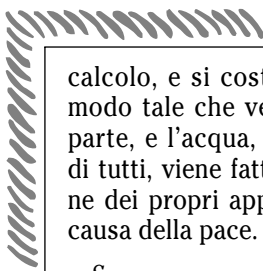 calcolo, e si cost
modo tale che ve
parte, e l'acqua,
di tutti, viene fatt
ne dei propri app
causa della pace.